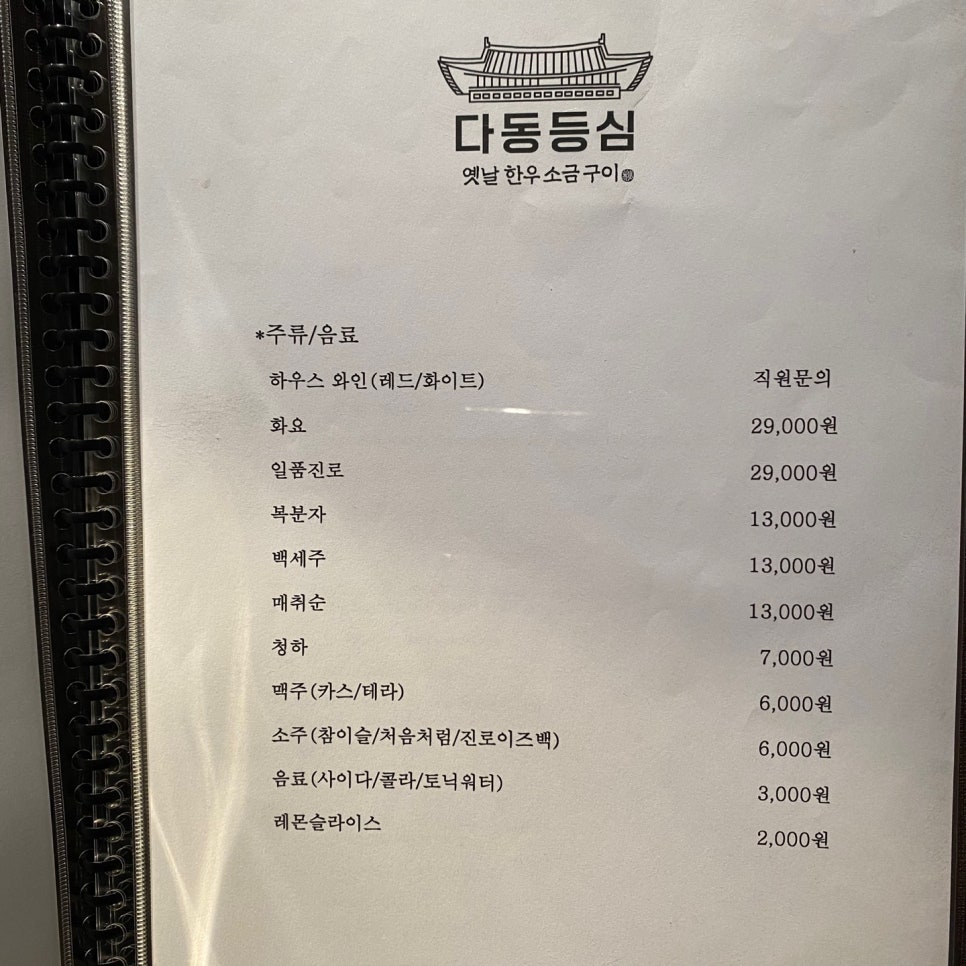 다동등심
옛날 한우 소금구이
*주류/음료
하우스 와인(레드/화이트) 직원문의
화요 29,000원
일품진로 29,000원
복분자 13,000원
백세주 13,000원
매취순 13,000원
청하 7,000원
맥주(카스/테라) 6,000원
소주(참이슬/처음처럼/진로이즈백) 6,000원
음료(사이다/콜라/토닉워터) 3,000원
레몬슬라이스 2,000원